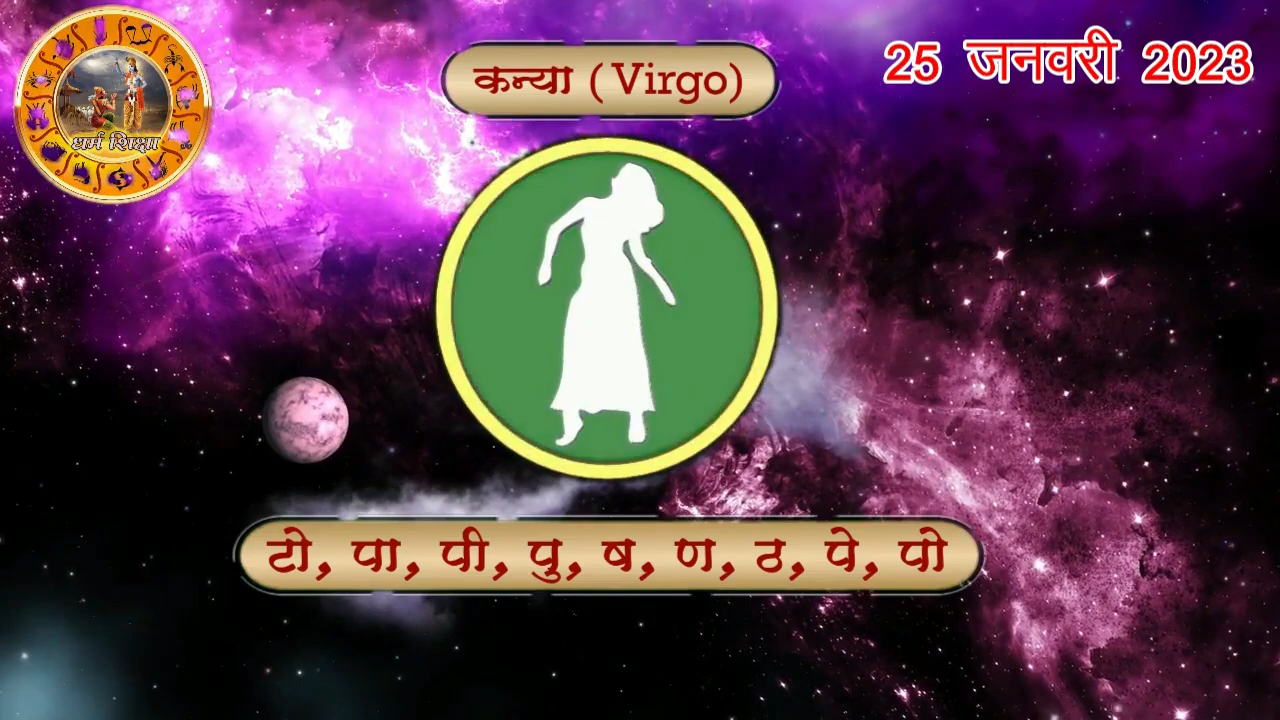 धर्म शिक्षा
कन्या (Virgo)
25 जनवरी 2023
टो, पा, पी, पु, ष, ण, ठ, पे, पो